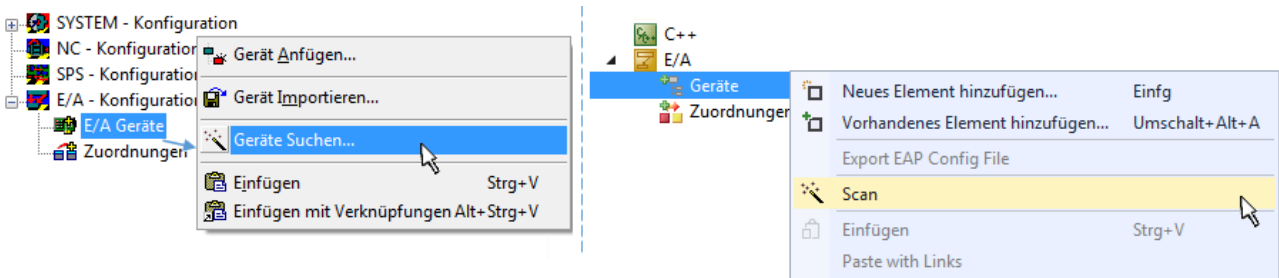 SYSTEM - Konfiguration
NC - Konfiguration
SPS - Konfiguration
E/A - Konfiguration
E/A Geräte
Zuordnungen
Gerät Anfügen...
Gerät Importieren...
Geräte Suchen...
Einfügen Strg+V
Einfügen mit Verknüpfungen Alt+Strg+V
C++
E/A
Geräte
Zuordnungen
Neues Element hinzufügen... Einfg
Vorhandenes Element hinzufügen... Umschalt+Alt+A
Export EAP Config File
Scan
Einfügen Strg+V
Paste with Links